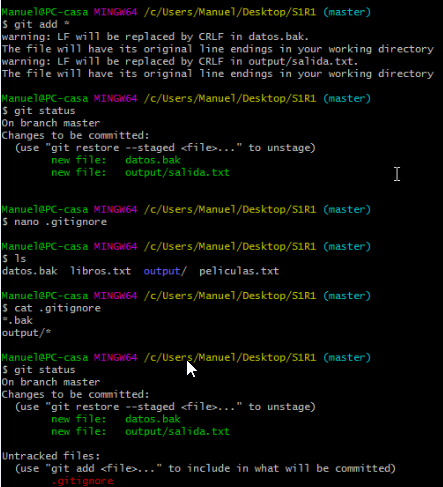 Manuel@PC-casa MINGW64 /c/Users/Manuel/Desktop/S1R1 (master)
$ git add *
warning: LF will be replaced by CRLF in datos.bak.
The file will have its original line endings in your working directory
warning: LF will be replaced by CRLF in output/salida.txt.
The file will have its original line endings in your working directory
Manuel@PC-casa MINGW64 /c/Users/Manuel/Desktop/S1R1 (master)
$ git status
On branch master
Changes to be committed:
  (use "git restore --staged <file>..." to unstage)
        new file:   datos.bak
        new file:   output/salida.txt
Manuel@PC-casa MINGW64 /c/Users/Manuel/Desktop/S1R1 (master)
$ nano .gitignore
Manuel@PC-casa MINGW64 /c/Users/Manuel/Desktop/S1R1 (master)
$ ls
datos.bak  libros.txt  output/  peliculas.txt
Manuel@PC-casa MINGW64 /c/Users/Manuel/Desktop/S1R1 (master)
$ cat .gitignore
*.bak
output/*
Manuel@PC-casa MINGW64 /c/Users/Manuel/Desktop/S1R1 (master)
$ git status
On branch master
Changes to be committed:
  (use "git restore --staged <file>..." to unstage)
        new file:   datos.bak
        new file:   output/salida.txt
Untracked files:
  (use "git add <file>..." to include in what will be committed)
        .gitignore